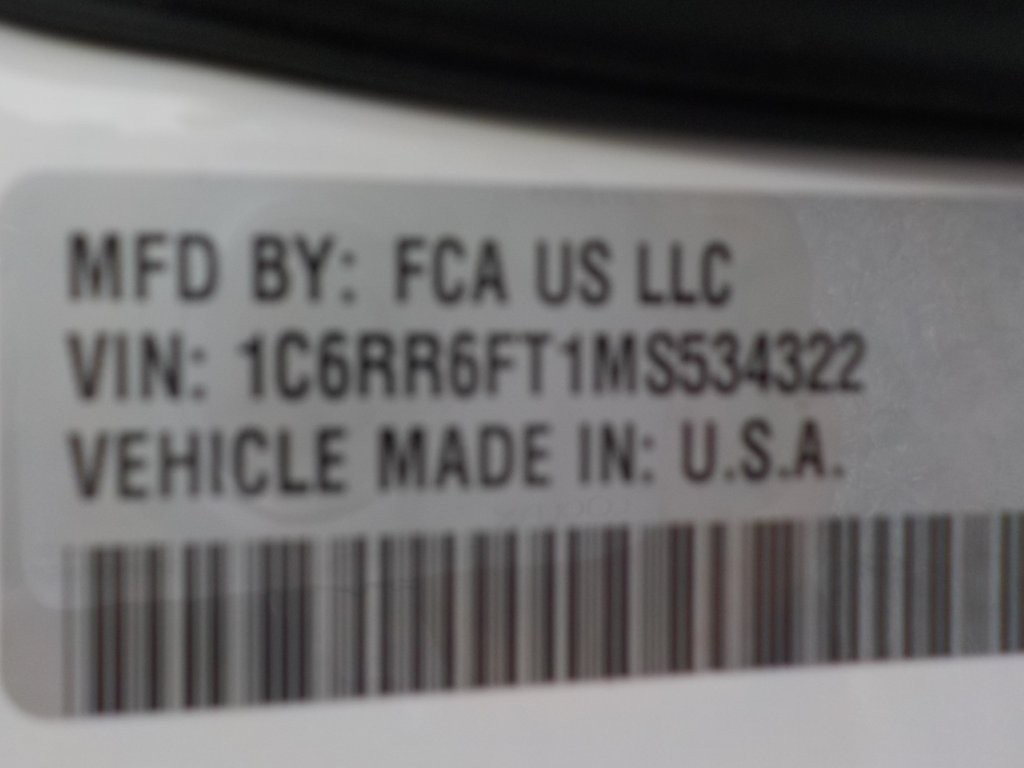 MFD BY: FCA US LLC
VIN: 1C6RR6FT1MS534322
VEHICLE MADE IN: U.S.A.